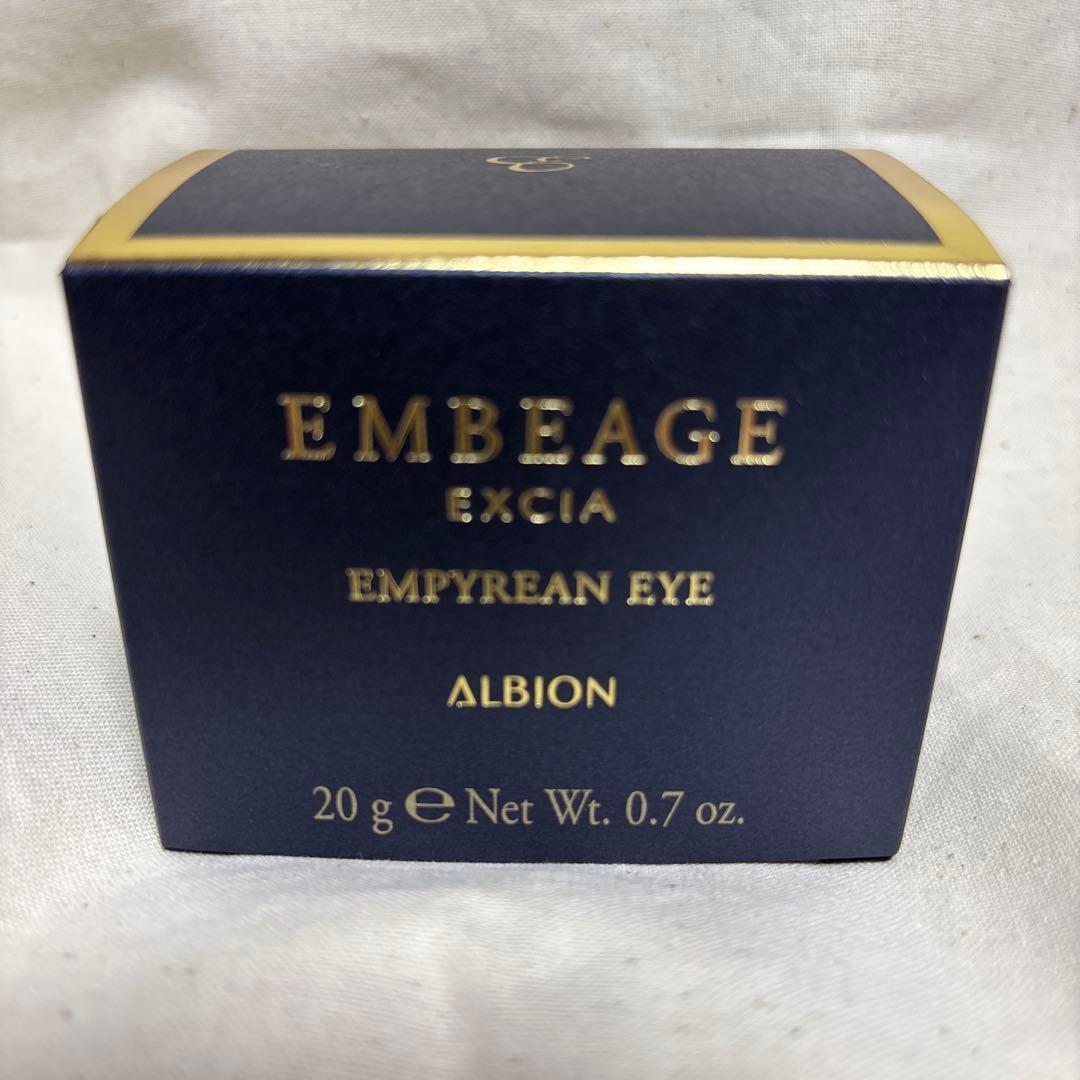 E
EMBEAGE
EXCIA
EMPYREAN EYE
ALBION
20 g ℮ Net Wt. 0.7 oz.